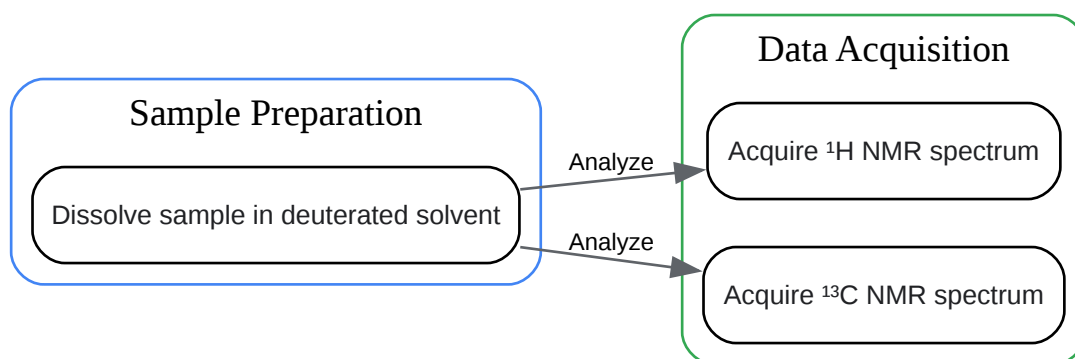 Sample Preparation
Dissolve sample in deuterated solvent
Analyze
Analyze
Data Acquisition
Acquire ¹H NMR spectrum
Acquire ¹³C NMR spectrum